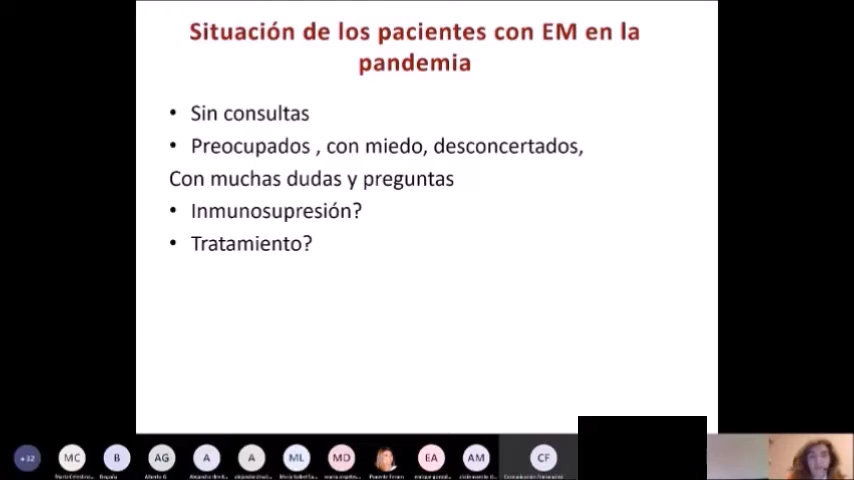 Situación de los pacientes con EM en la
pandemia
• Sin consultas
• Preocupados , con miedo, desconcertados,
Con muchas dudas y preguntas
• Inmunosupresión?
• Tratamiento?
+32
MC
B
AG
A
A
ML
MD
EA
AM
CF